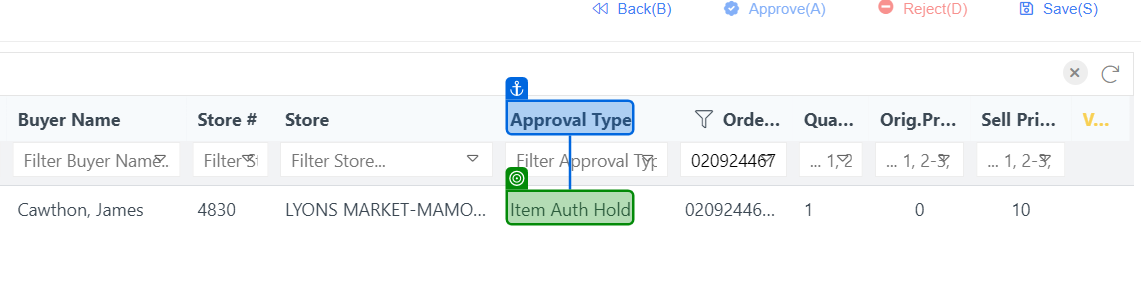 Back(B) Approve(A) Reject(D) Save(S)
Buyer Name Store # Store Approval Type Orde... Qua... Orig.Pr... Sell Pri... V...
Filter Buyer Name... Filter St Filter Store... Filter Approval Typ 020924467 ... 1, 2 ... 1, 2-3, ... 1, 2-3,
Cawthon, James 4830 LYONS MARKET-MAMO... Item Auth Hold 02092446... 1 0 10